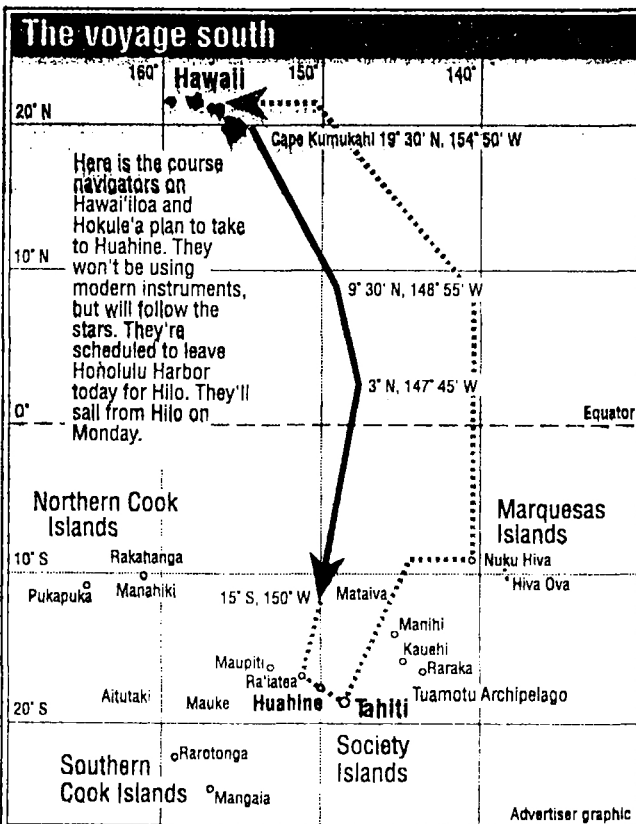 The voyage south
160° 150° 140°
Hawaii
20° N
Cape Kumukahi 19° 30' N, 154° 50' W
Here is the course
navigators on
Hawai'iloa and
Hokule'a plan to take
to Huahine. They
won't be using
modern instruments,
but will follow the
stars. They're
scheduled to leave
Honolulu Harbor
today for Hilo. They'll
sail from Hilo on
Monday.
10° N
9° 30' N, 148° 55' W
3° N, 147° 45' W
0°
Equator
Northern Cook
Islands
Marquesas
Islands
Rakahanga
Pukapuka
Manahiki
10° S
Nuku Hiva
Hiva Ova
15° S, 150° W
Mataiva
Manihi
Kauehi
Raraka
Maupiti
Ra'iatea
Tuamotu Archipelago
Aitutaki
Mauke
Huahine
Tahiti
20° S
Society
Islands
Rarotonga
Southern
Cook Islands
Mangaia
Advertiser graphic